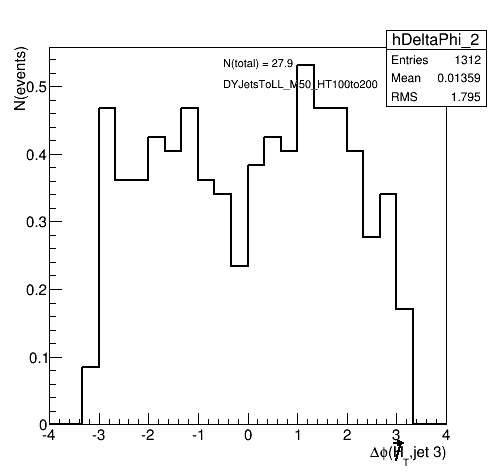 hDeltaPhi_2
Entries 1312
Mean 0.01359
RMS 1.795
N(total) = 27.9
DYJetsToLL_M50_HT100to200
N(events)
0.5
0.4
0.3
0.2
0.1
0
-4 -3 -2 -1 0 1 2 3 4
Δϕ(H̸_T,jet 3)